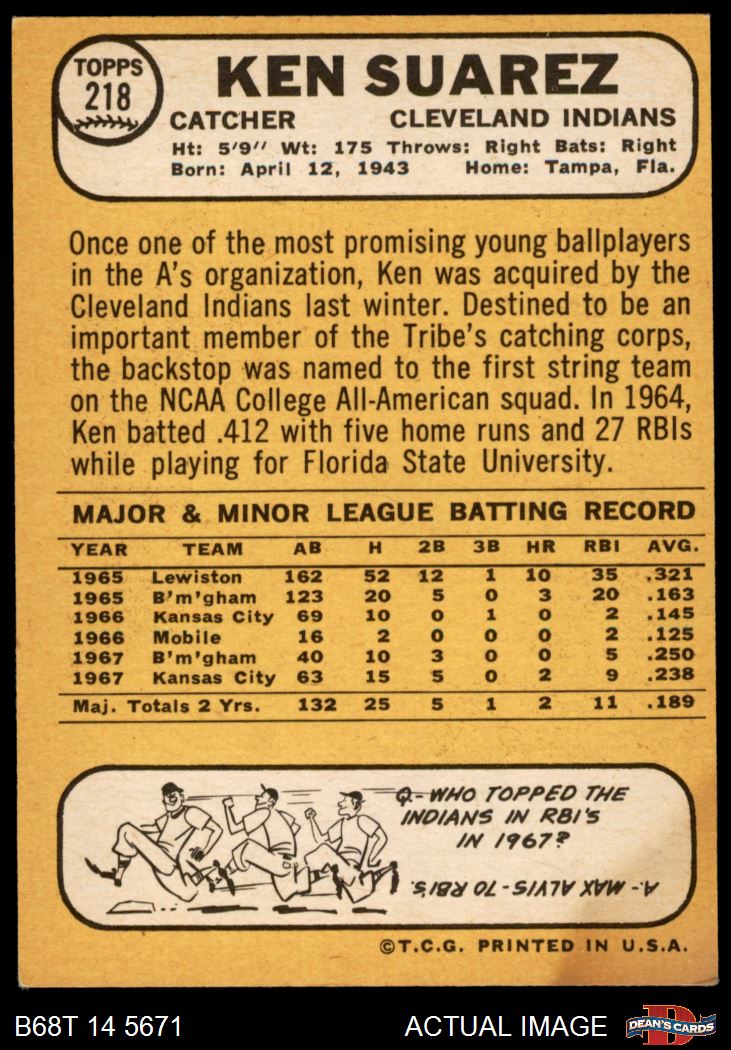 TOPPS
218
KEN SUAREZ
CATCHER CLEVELAND INDIANS
Ht: 5'9" Wt: 175 Throws: Right Bats: Right
Born: April 12, 1943 Home: Tampa, Fla.
Once one of the most promising young ballplayers
in the A's organization, Ken was acquired by the
Cleveland Indians last winter. Destined to be an
important member of the Tribe's catching corps,
the backstop was named to the first string team
on the NCAA College All-American squad. In 1964,
Ken batted .412 with five home runs and 27 RBIs
while playing for Florida State University.
MAJOR & MINOR LEAGUE BATTING RECORD
YEAR TEAM AB H 2B 3B HR RBI AVG.
1965 Lewiston 162 52 12 1 10 35 .321
1965 B'm'gham 123 20 5 0 3 20 .163
1966 Kansas City 69 10 0 1 0 2 .145
1966 Mobile 16 2 0 0 0 2 .125
1967 B'm'gham 40 10 3 0 0 5 .250
1967 Kansas City 63 15 5 0 2 9 .238
Maj. Totals 2 Yrs. 132 25 5 1 2 11 .189
Q-WHO TOPPED THE
INDIANS IN RBI'S
IN 1967?
A-MAX ALVIS-70 RBI'S.
©T.C.G. PRINTED IN U.S.A.
B68T 14 5671 ACTUAL IMAGE
D
DEAN'S CARDS